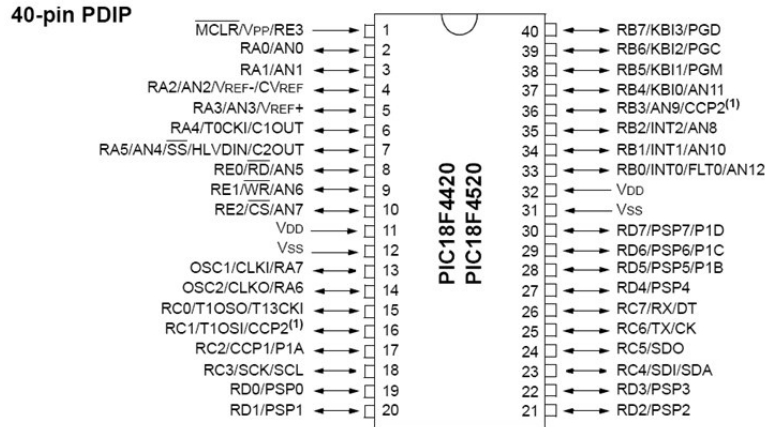 40-pin PDIP
MCLR/VPP/RE3 1
RA0/AN0 2
RA1/AN1 3
RA2/AN2/VREF-/CVREF 4
RA3/AN3/VREF+ 5
RA4/T0CKI/C1OUT 6
RA5/AN4/SS/HLVDIN/C2OUT 7
RE0/RD/AN5 8
RE1/WR/AN6 9
RE2/CS/AN7 10
VDD 11
VSS 12
OSC1/CLKI/RA7 13
OSC2/CLKO/RA6 14
RC0/T1OSO/T13CKI 15
RC1/T1OSI/CCP2(1) 16
RC2/CCP1/P1A 17
RC3/SCK/SCL 18
RD0/PSP0 19
RD1/PSP1 20
PIC18F4420
PIC18F4520
40 RB7/KBI3/PGD
39 RB6/KBI2/PGC
38 RB5/KBI1/PGM
37 RB4/KBI0/AN11
36 RB3/AN9/CCP2(1)
35 RB2/INT2/AN8
34 RB1/INT1/AN10
33 RB0/INT0/FLT0/AN12
32 VDD
31 VSS
30 RD7/PSP7/P1D
29 RD6/PSP6/P1C
28 RD5/PSP5/P1B
27 RD4/PSP4
26 RC7/RX/DT
25 RC6/TX/CK
24 RC5/SDO
23 RC4/SDI/SDA
22 RD3/PSP3
21 RD2/PSP2